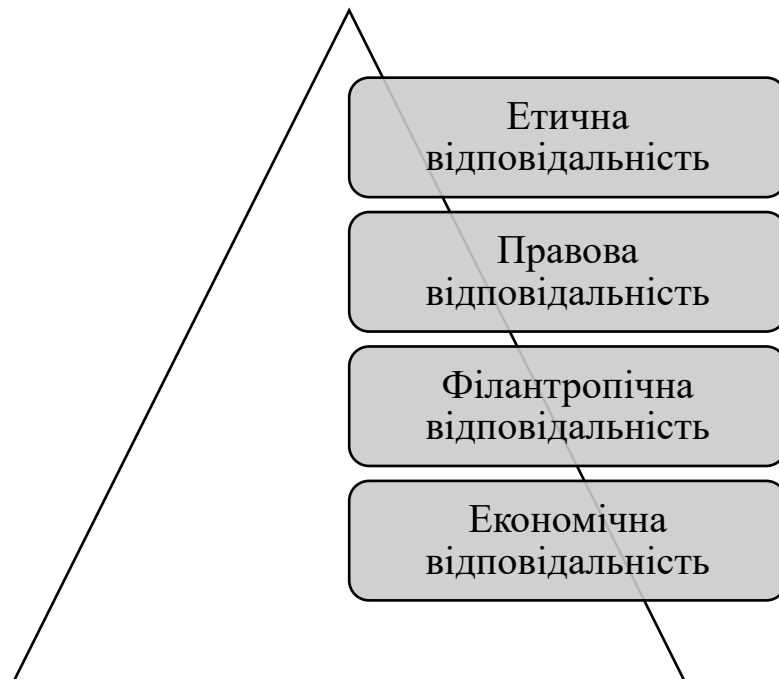 Етична
відповідальність
Правова
відповідальність
Філантропічна
відповідальність
Економічна
відповідальність